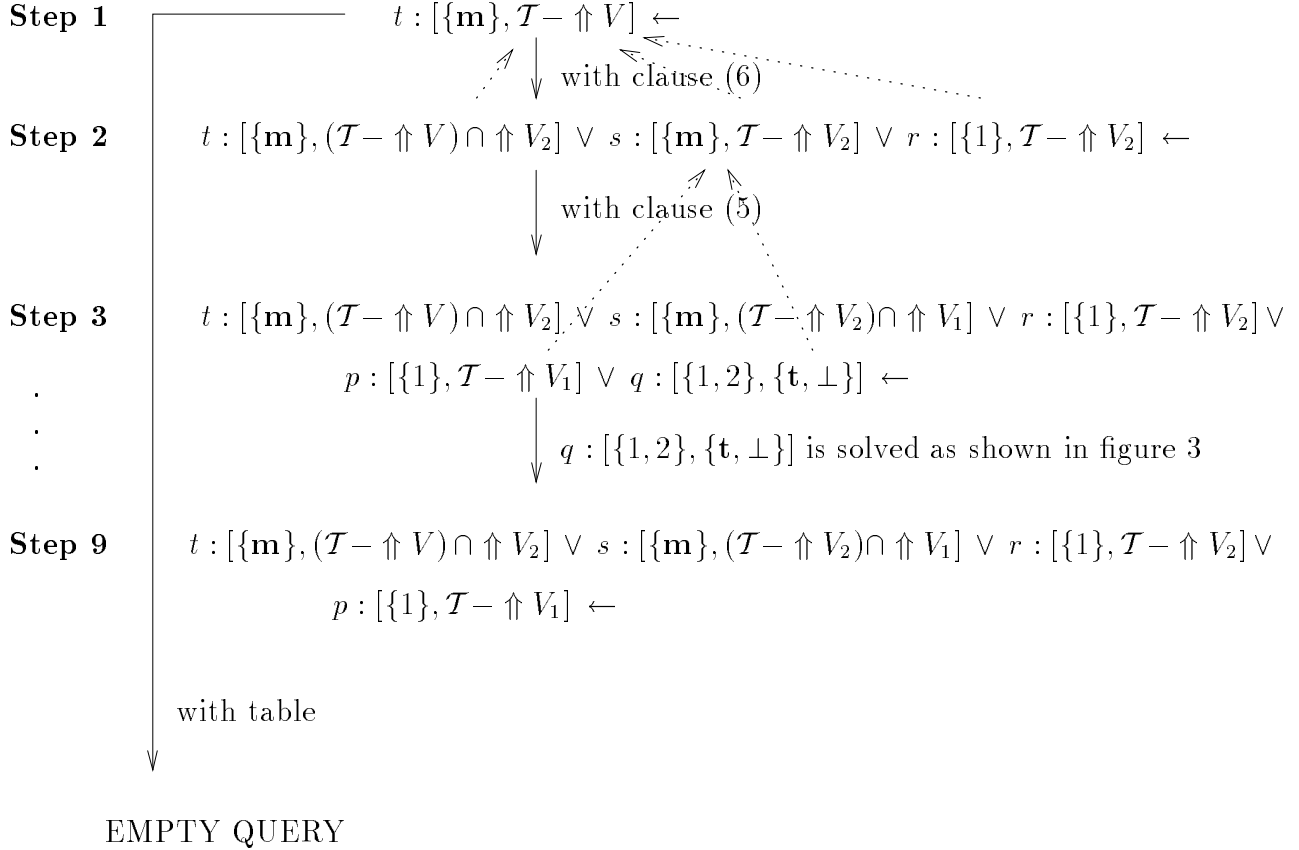 Step 1 t : [{m}, 𝒯 − ⇑ V] ←
with clause (6)
Step 2 t : [{m}, (𝒯 − ⇑ V) ∩ ⇑ V₂] ∨ s : [{m}, 𝒯 − ⇑ V₂] ∨ r : [{1}, 𝒯 − ⇑ V₂] ←
with clause (5)
Step 3 t : [{m}, (𝒯 − ⇑ V) ∩ ⇑ V₂] ∨ s : [{m}, (𝒯 − ⇑ V₂) ∩ ⇑ V₁] ∨ r : [{1}, 𝒯 − ⇑ V₂] ∨
p : [{1}, 𝒯 − ⇑ V₁] ∨ q : [{1, 2}, {t, ⊥}] ←
.
.
.
q : [{1, 2}, {t, ⊥}] is solved as shown in figure 3
Step 9 t : [{m}, (𝒯 − ⇑ V) ∩ ⇑ V₂] ∨ s : [{m}, (𝒯 − ⇑ V₂) ∩ ⇑ V₁] ∨ r : [{1}, 𝒯 − ⇑ V₂] ∨
p : [{1}, 𝒯 − ⇑ V₁] ←
with table
EMPTY QUERY